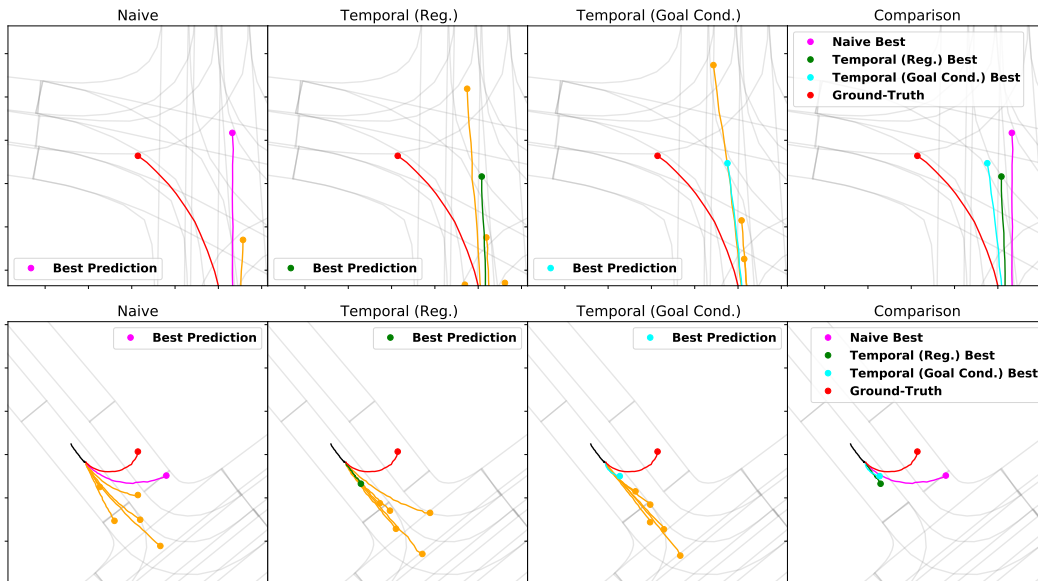 Naive
Temporal (Reg.)
Temporal (Goal Cond.)
Comparison
Best Prediction
Best Prediction
Best Prediction
Naive Best
Temporal (Reg.) Best
Temporal (Goal Cond.) Best
Ground-Truth
Naive
Temporal (Reg.)
Temporal (Goal Cond.)
Comparison
Best Prediction
Best Prediction
Best Prediction
Naive Best
Temporal (Reg.) Best
Temporal (Goal Cond.) Best
Ground-Truth